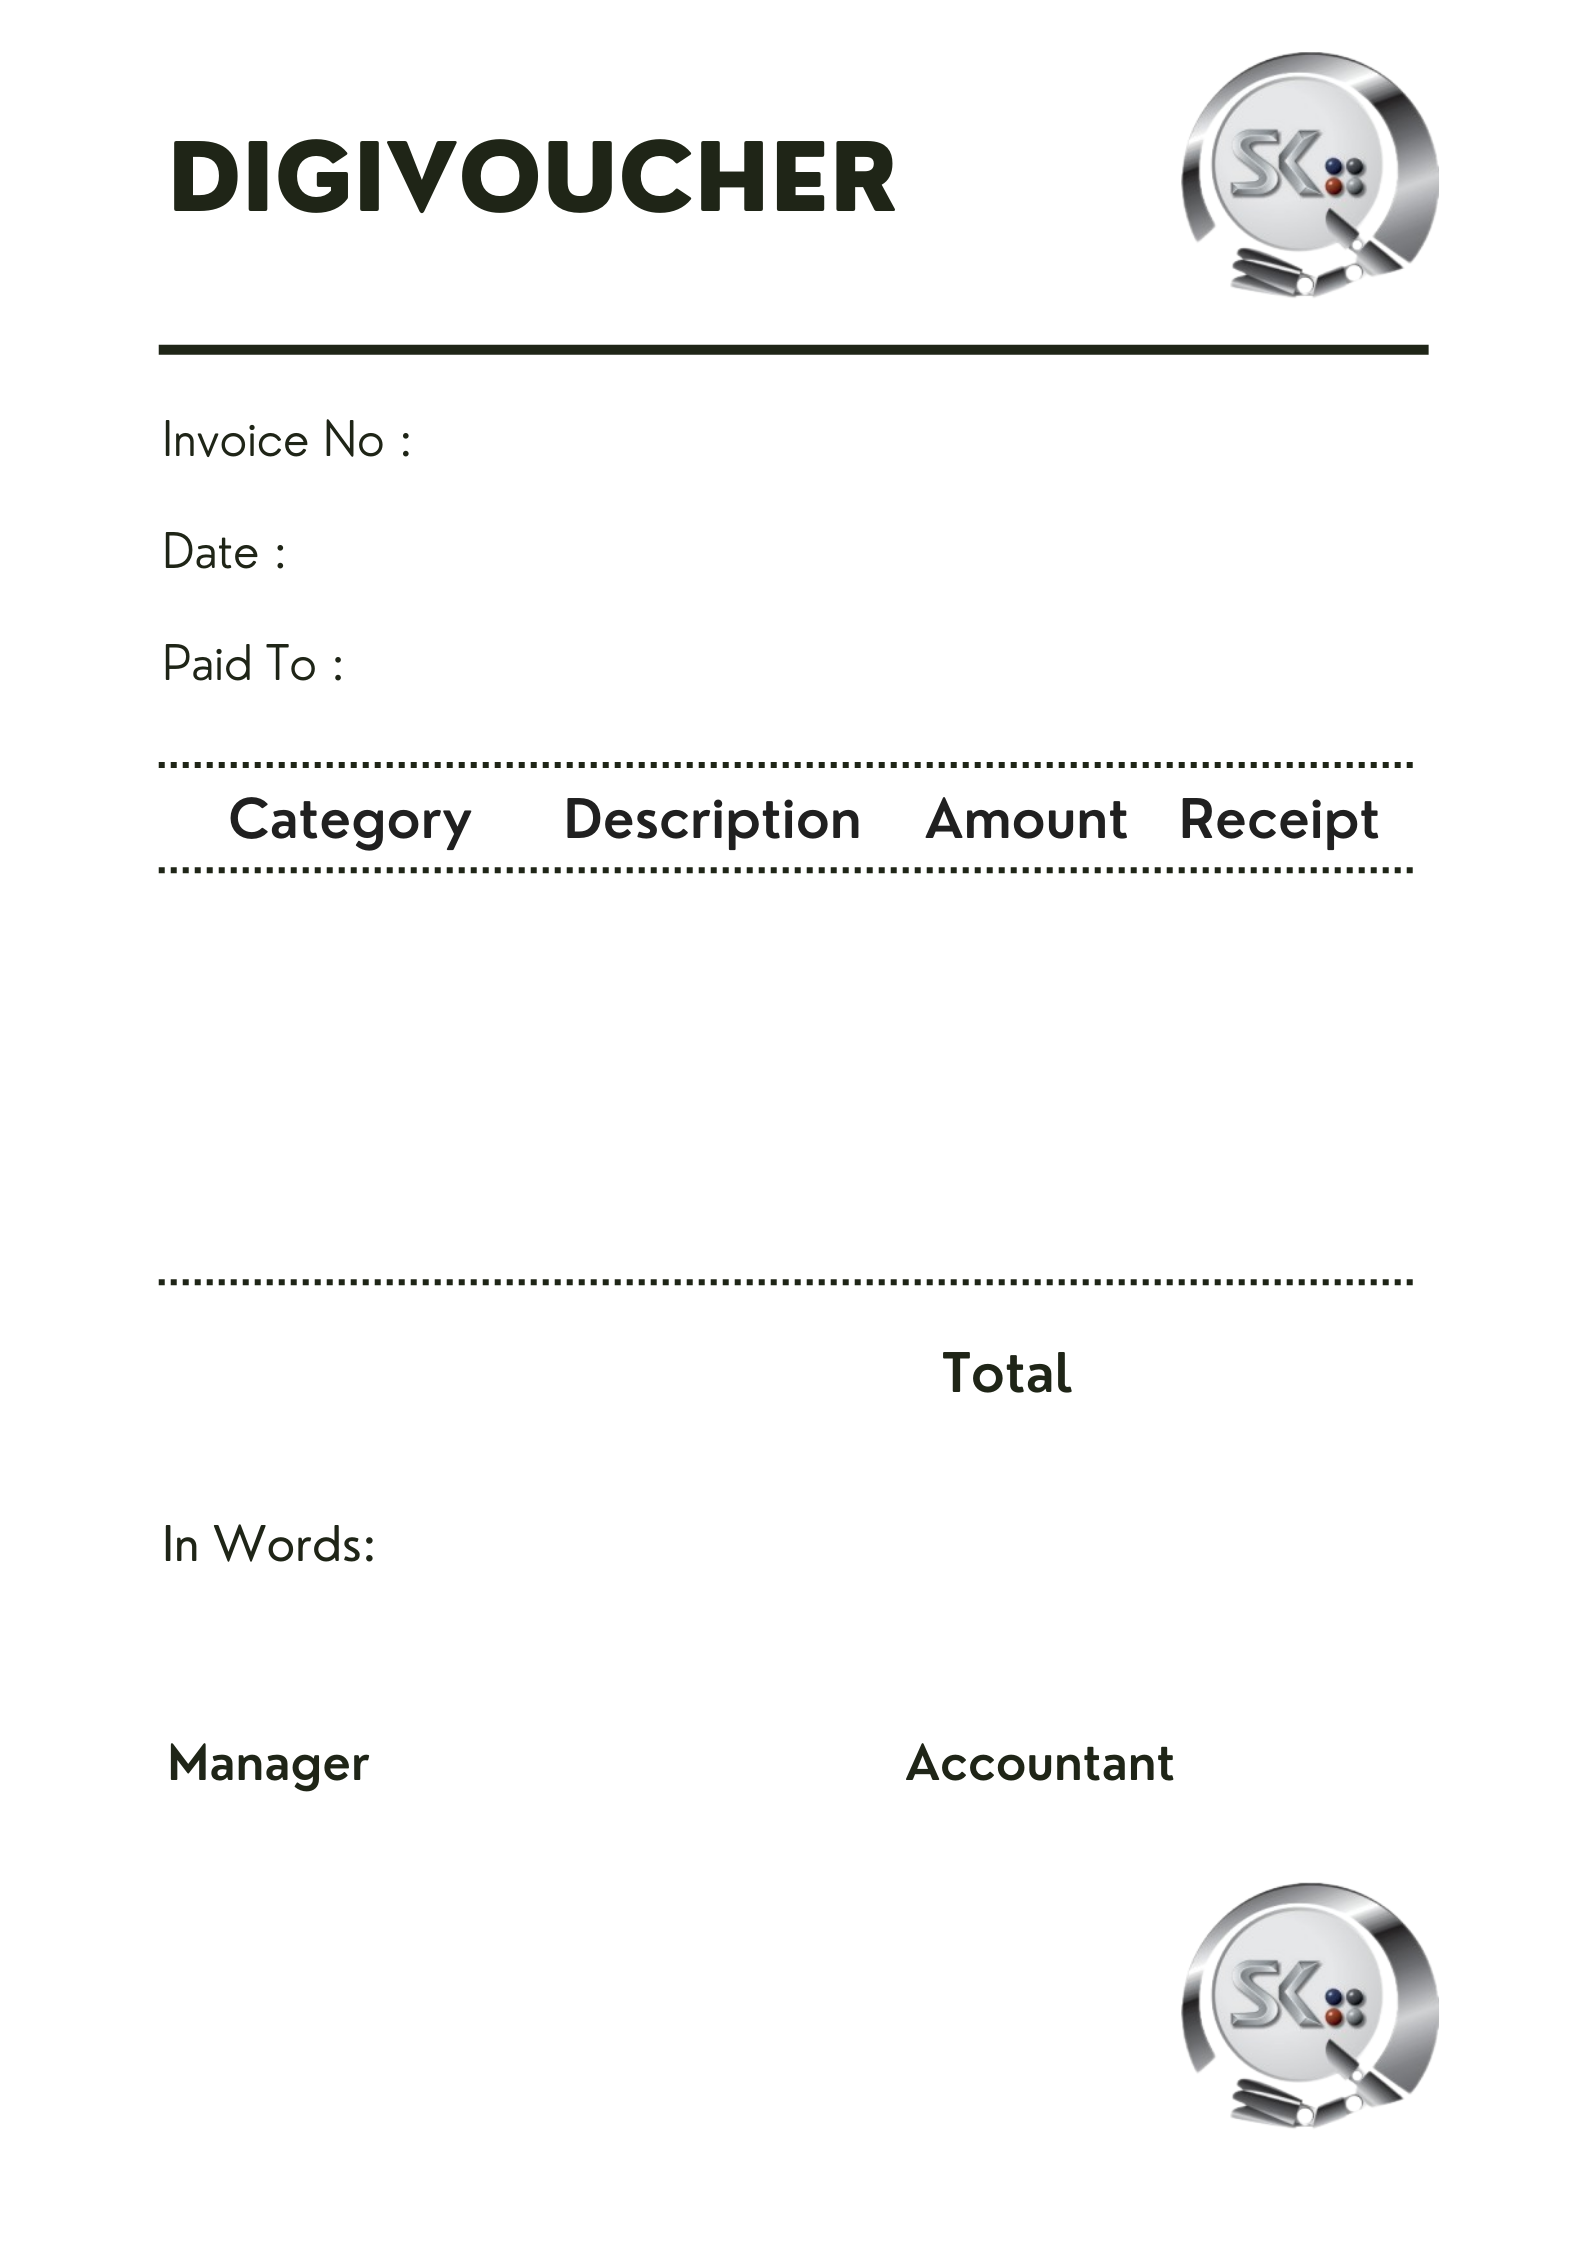 DIGIVOUCHER
SK
Invoice No :
Date :
Paid To :
Category Description Amount Receipt
Total
In Words:
Manager Accountant
SK